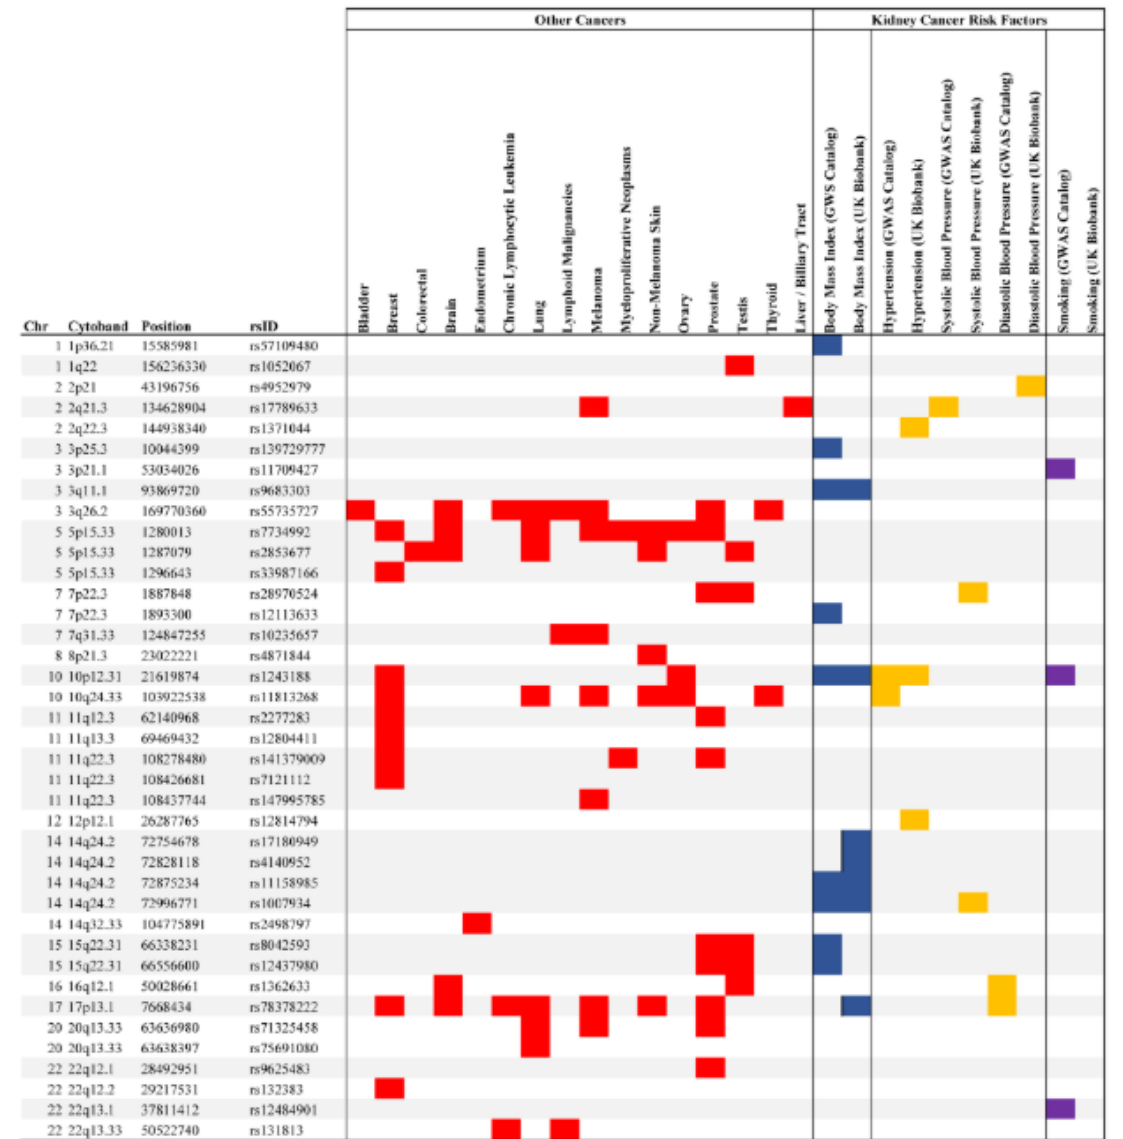 Other Cancers Kidney Cancer Risk Factors
Chr Cytoband Position rsID Bladder Breast Colorectal Brain Endometrium Chronic Lymphocytic Leukemia Lung Lymphoid Malignancies Melanoma Myeloproliferative Neoplasms Non-Melanoma Skin Ovary Prostate Testis Thyroid Liver / Billiary Tract Body Mass Index (GWS Catalog) Body Mass Index (UK Biobank) Hypertension (GWAS Catalog) Hypertension (UK Biobank) Systolic Blood Pressure (GWAS Catalog) Systolic Blood Pressure (UK Biobank) Diastolic Blood Pressure (GWAS Catalog) Diastolic Blood Pressure (UK Biobank) Smoking (GWAS Catalog) Smoking (UK Biobank)
1 1p36.21 15585981 rs57109480
1 1q22 156236330 rs1052067
2 2p21 43196756 rs4952979
2 2q21.3 134628904 rs17789633
2 2q22.3 144938340 rs1371044
3 3p25.3 10044399 rs139729777
3 3p21.1 53034026 rs11709427
3 3q11.1 93869720 rs9683303
3 3q26.2 169770360 rs55735727
5 5p15.33 1280013 rs7734992
5 5p15.33 1287079 rs2853677
5 5p15.33 1296643 rs33987166
7 7p22.3 1887848 rs28970524
7 7p22.3 1893300 rs12113633
7 7q31.33 124847255 rs10235657
8 8p21.3 23022221 rs4871844
10 10p12.31 21619874 rs1243188
10 10q24.33 103922538 rs11813268
11 11q12.3 62140968 rs2277283
11 11q13.3 69469432 rs12804411
11 11q22.3 108278480 rs141379009
11 11q22.3 108426681 rs7121112
11 11q22.3 108437744 rs147995785
12 12p12.1 26287765 rs12814794
14 14q24.2 72754678 rs17180949
14 14q24.2 72828118 rs4140952
14 14q24.2 72875234 rs11158985
14 14q24.2 72996771 rs1007934
14 14q32.33 104775891 rs2498797
15 15q22.31 66338231 rs8042593
15 15q22.31 66556600 rs12437980
16 16q12.1 50028661 rs1362633
17 17p13.1 7668434 rs78378222
20 20q13.33 63636980 rs71325458
20 20q13.33 63638397 rs75691080
22 22q12.1 28492951 rs9625483
22 22q12.2 29217531 rs132383
22 22q13.1 37811412 rs12484901
22 22q13.33 50522740 rs131813